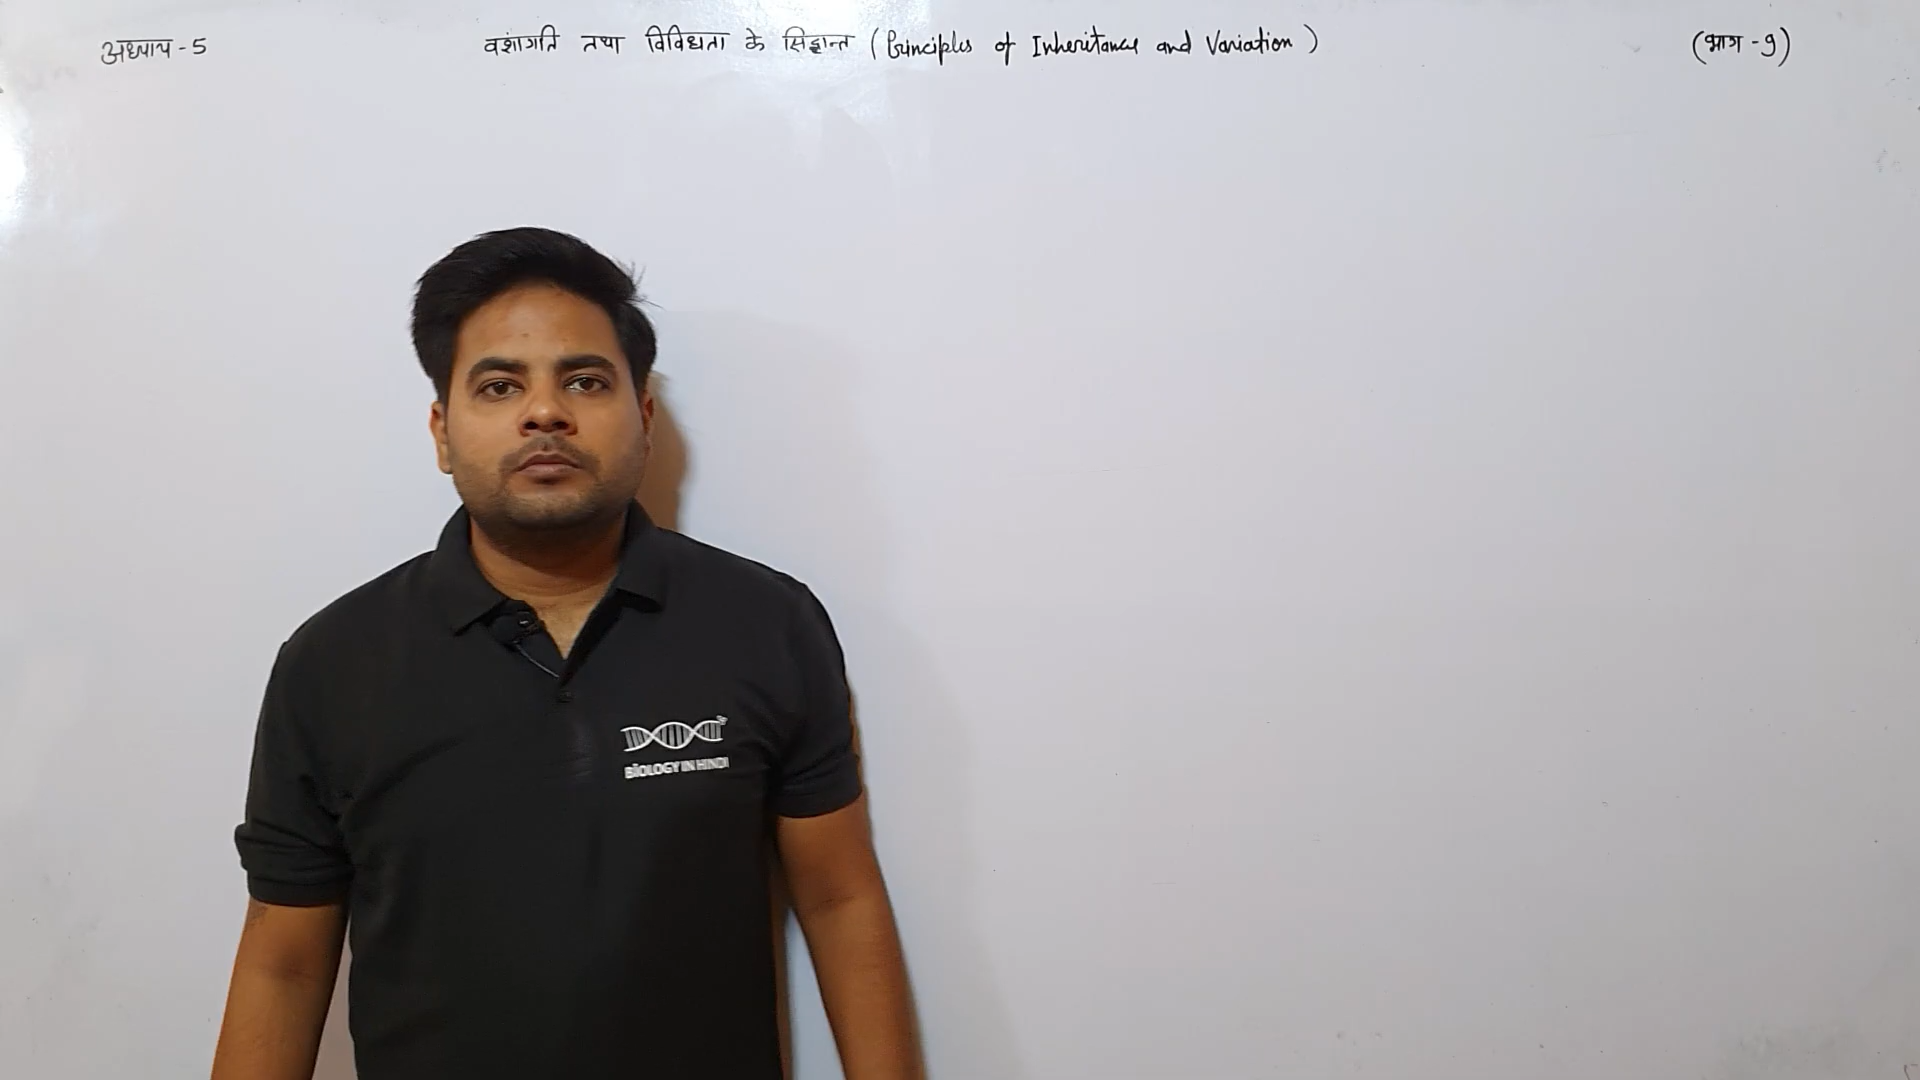 अध्याय - 5 वंशागति तथा विविधता के सिद्धान्त (Principles of Inheritance and Variation) (भाग - 9)
BIOLOGY IN HINDI